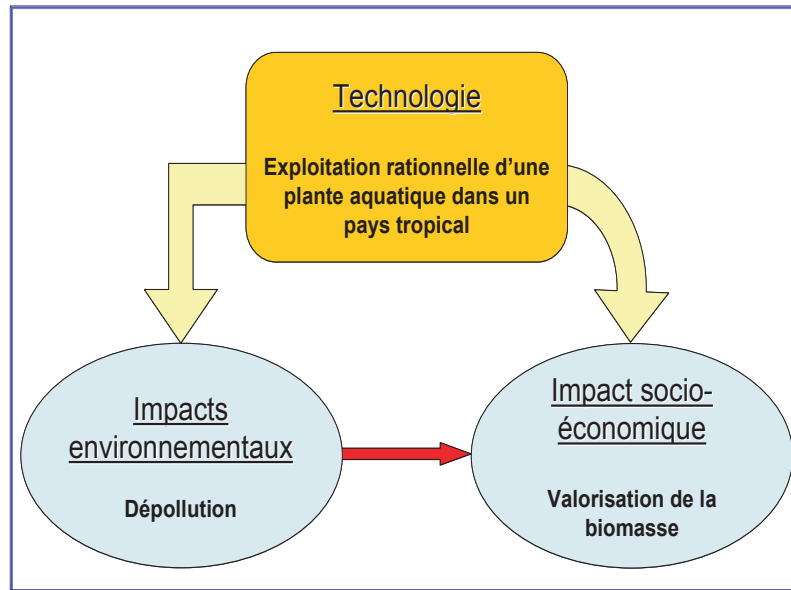 Technologie
Exploitation rationnelle d'une
plante aquatique dans un
pays tropical
Impacts
environnementaux
Dépollution
Impact socio-
économique
Valorisation de la
biomasse